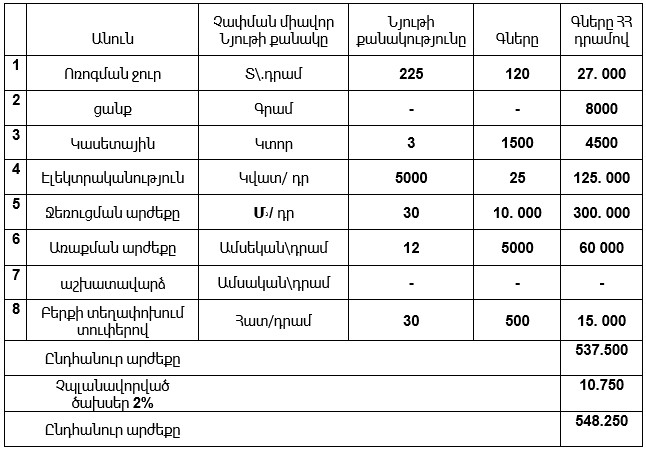 Անուն Չափման միավոր Նյութի քանակ Նյութի քանակությունը Գները Գները ՀՀ դրամով
1 Ոռոգման ջուր Տ\.դրամ 225 120 27. 000
2 ցանք Գրամ - - 8000
3 Կասետային Կտոր 3 1500 4500
4 Էլեկտրականություն Կվատ/ դր 5000 25 125. 000
5 Ջեռուցման արժեքը Մ։/ դր 30 10. 000 300. 000
6 Առաքման արժեքը Ամսեկան\դրամ 12 5000 60 000
7 աշխատավարձ Ամսական\դրամ - - -
8 Բերքի տեղափոխում տուփերով Հատ/դրամ 30 500 15. 000
Ընդհանուր արժեքը 537.500
Չպլանավորված ծախսեր 2% 10.750
Ընդհանուր արժեքը 548.250